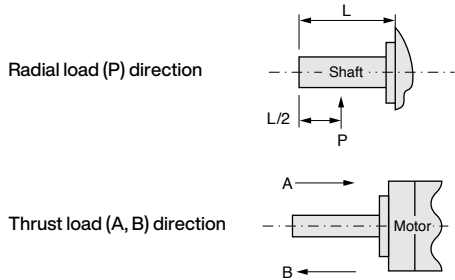 L
Radial load (P) direction
Shaft
L/2
P
A
Thrust load (A, B) direction
Motor
B